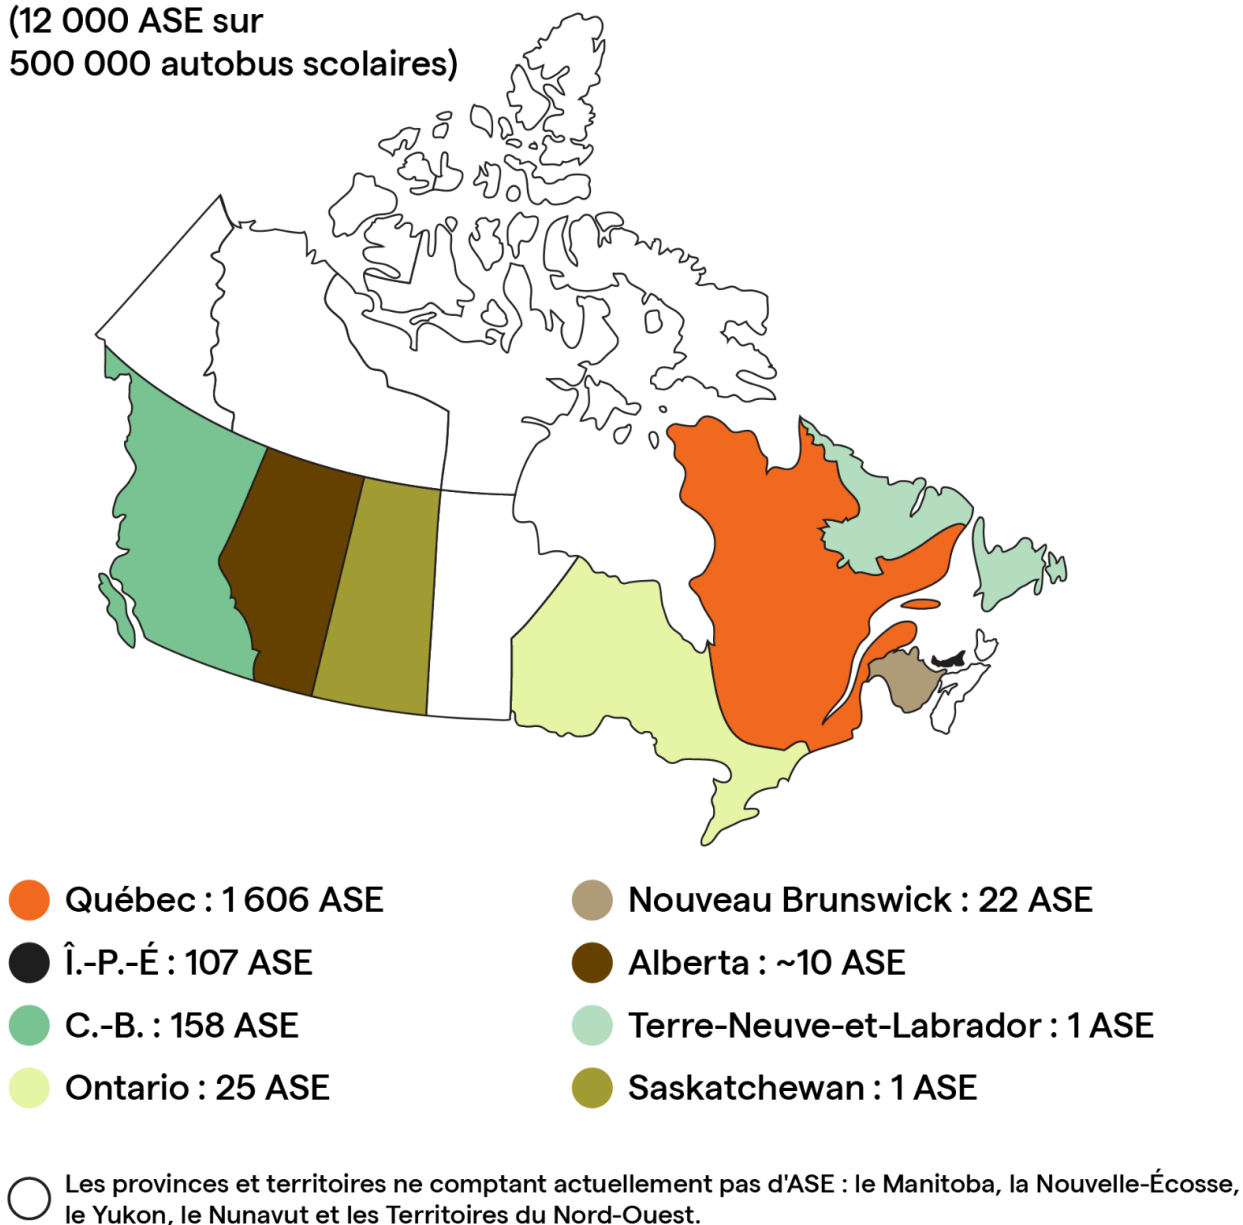 (12 000 ASE sur
500 000 autobus scolaires)
Québec : 1 606 ASE
Î.-P.-É : 107 ASE
C.-B. : 158 ASE
Ontario : 25 ASE
Nouveau Brunswick : 22 ASE
Alberta : ~10 ASE
Terre-Neuve-et-Labrador : 1 ASE
Saskatchewan : 1 ASE
Les provinces et territoires ne comptant actuellement pas d'ASE : le Manitoba, la Nouvelle-Écosse,
le Yukon, le Nunavut et les Territoires du Nord-Ouest.